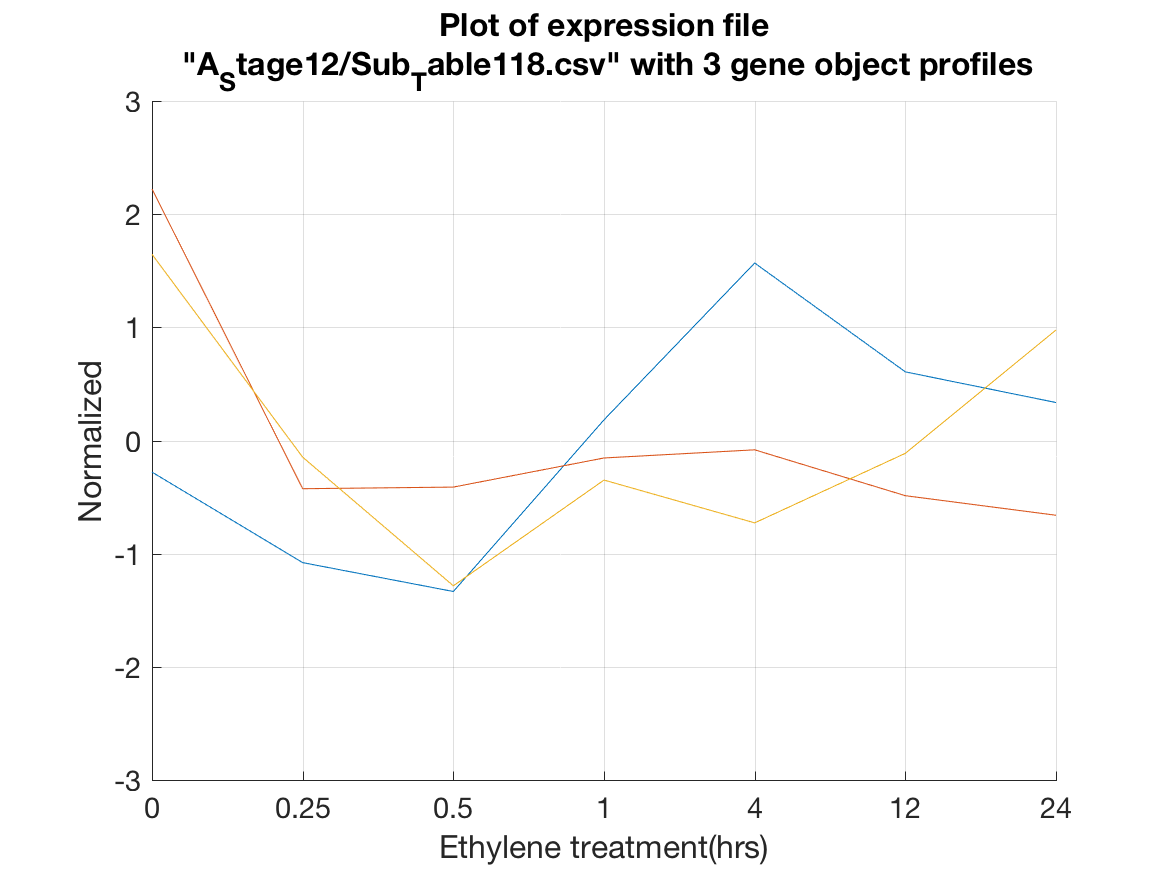 Plot of expression file
"AStage12/SubTable118.csv" with 3 gene object profiles
3
2
1
0
-1
-2
-3
Normalized
0 0.25 0.5 1 4 12 24
Ethylene treatment(hrs)